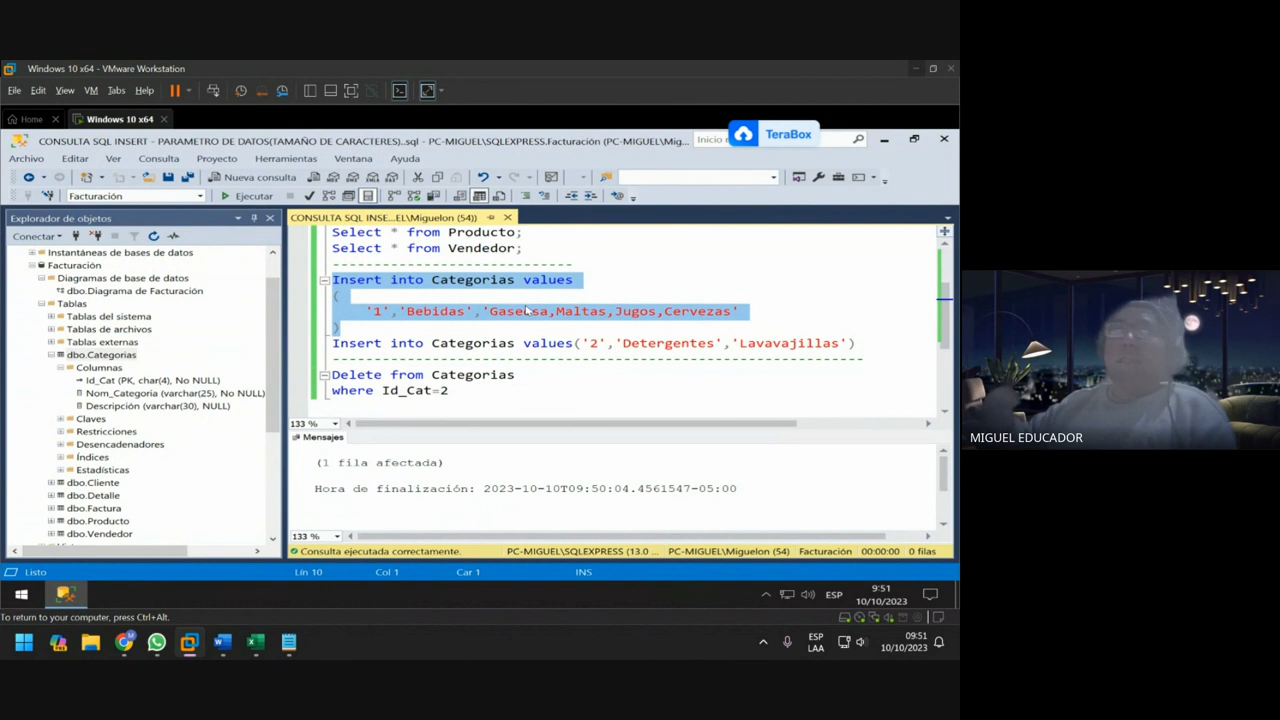 Windows 10 x64 - VMware Workstation
File Edit View VM Tabs Help
Home Windows 10 x64
CONSULTA SQL INSERT - PARAMETRO DE DATOS(TAMAÑO DE CARACTERES)..sql - PC-MIGUEL\SQLEXPRESS.Facturación (PC-MIGUEL\Mig...
Inicio
TeraBox
Archivo Editar Ver Consulta Proyecto Herramientas Ventana Ayuda
Nueva consulta
Facturación Ejecutar
Explorador de objetos
CONSULTA SQL INSE...EL\Miguelon (54))
Conectar
Instantáneas de bases de datos
Facturación
Diagramas de base de datos
dbo.Diagrama de Facturación
Tablas
Tablas del sistema
Tablas de archivos
Tablas externas
dbo.Categorias
Columnas
Id_Cat (PK, char(4), No NULL)
Nom_Categoria (varchar(25), No NULL)
Descripción (varchar(30), NULL)
Claves
Restricciones
Desencadenadores
Índices
Estadísticas
dbo.Cliente
dbo.Detalle
dbo.Factura
dbo.Producto
dbo.Vendedor
Select * from Producto;
Select * from Vendedor;
-----------------------------
Insert into Categorias values
(
'1','Bebidas','Gaseosa,Maltas,Jugos,Cervezas'
)
Insert into Categorias values('2','Detergentes','Lavavajillas')
----------------------------------------------------------------
Delete from Categorias
where Id_Cat=2
133 %
Mensajes
(1 fila afectada)
Hora de finalización: 2023-10-10T09:50:04.4561547-05:00
133 %
Consulta ejecutada correctamente. PC-MIGUEL\SQLEXPRESS (13.0 ... PC-MIGUEL\Miguelon (54) Facturación 00:00:00 0 filas
Listo Lín 10 Col 1 Car 1 INS
ESP 9:51
10/10/2023
To return to your computer, press Ctrl+Alt.
ESP
LAA
09:51
10/10/2023
MIGUEL EDUCADOR